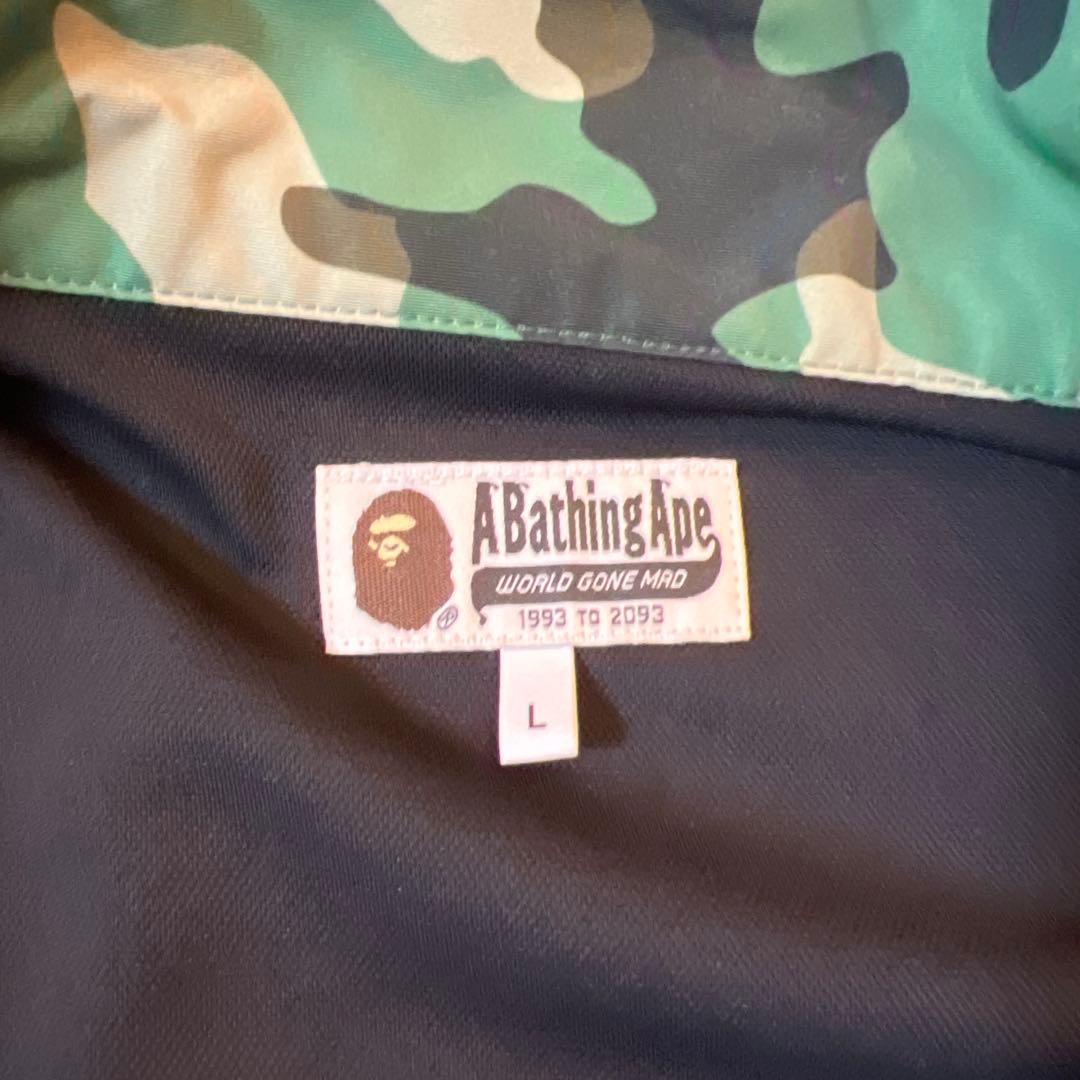 A Bathing Ape
WORLD GONE MAD
1993 TO 2093
L